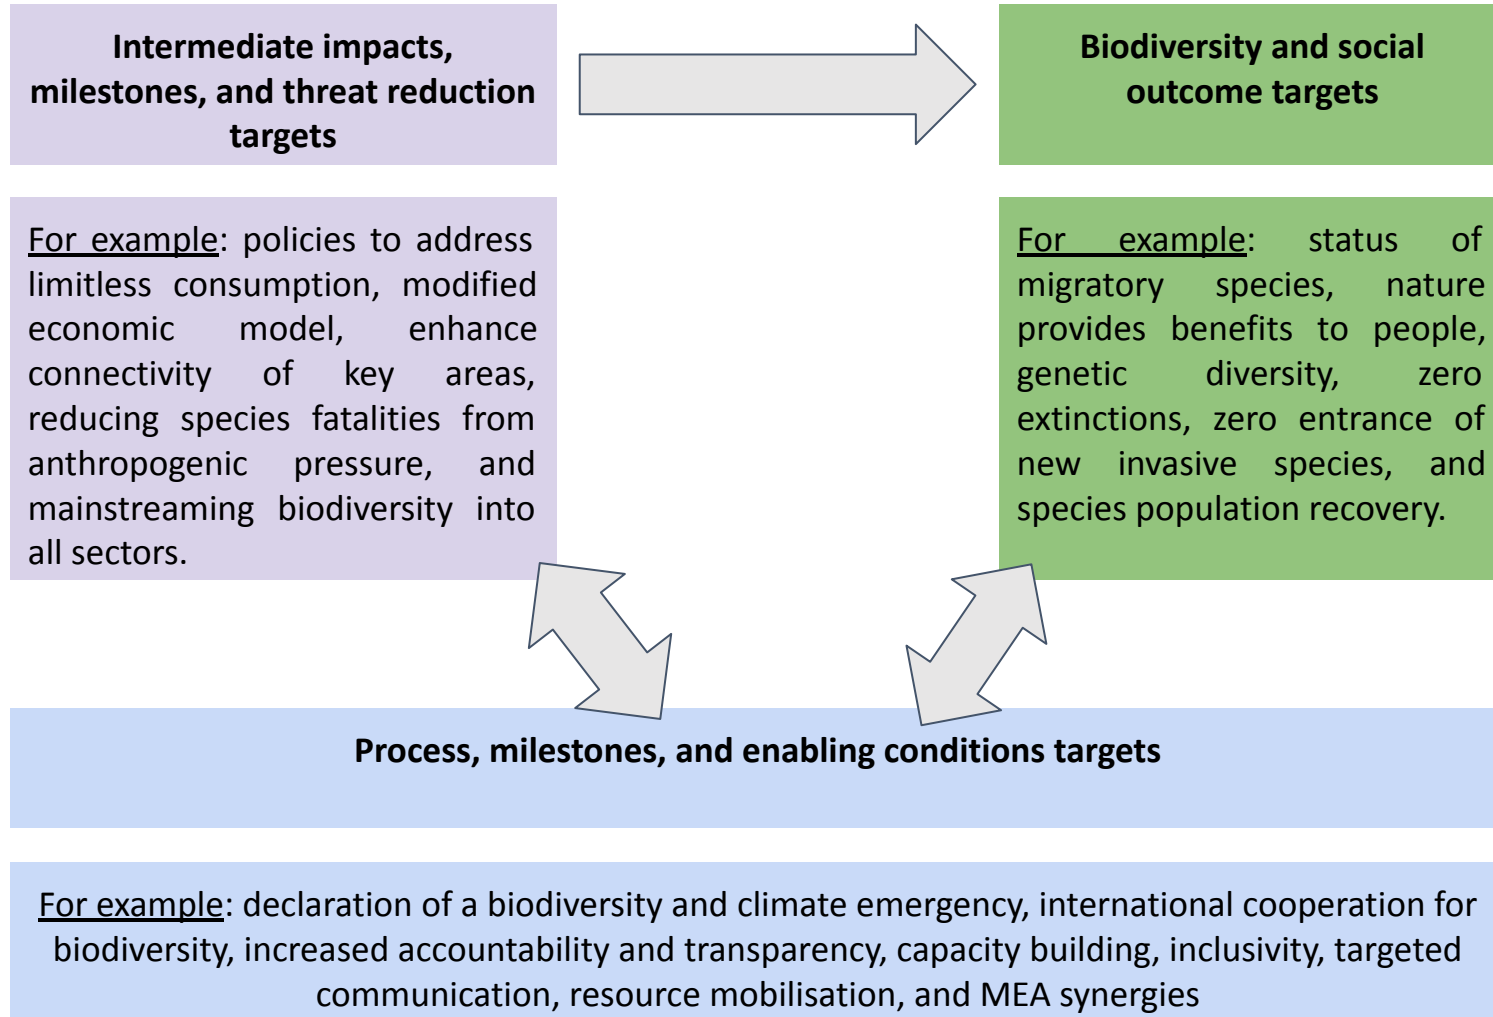 Intermediate impacts,
milestones, and threat reduction
targets
Biodiversity and social
outcome targets
For example: policies to address
limitless consumption, modified
economic model, enhance
connectivity of key areas,
reducing species fatalities from
anthropogenic pressure, and
mainstreaming biodiversity into
all sectors.
For example: status of
migratory species, nature
provides benefits to people,
genetic diversity, zero
extinctions, zero entrance of
new invasive species, and
species population recovery.
Process, milestones, and enabling conditions targets
For example: declaration of a biodiversity and climate emergency, international cooperation for
biodiversity, increased accountability and transparency, capacity building, inclusivity, targeted
communication, resource mobilisation, and MEA synergies